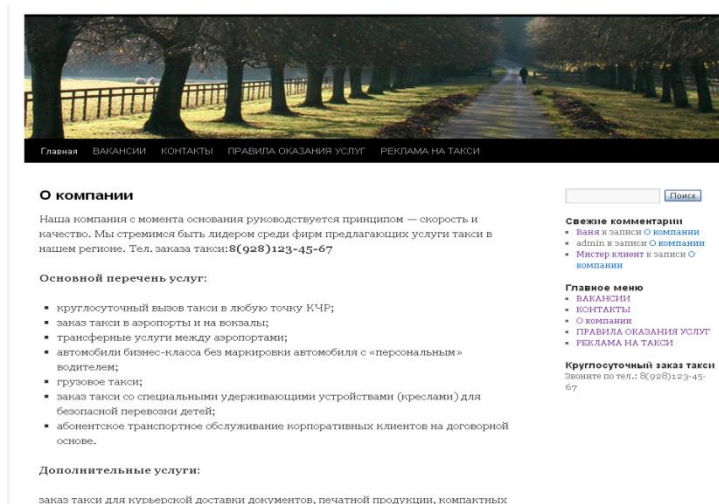 Главная ВАКАНСИИ КОНТАКТЫ ПРАВИЛА ОКАЗАНИЯ УСЛУГ РЕКЛАМА НА ТАКСИ
О компании
Наша компания с момента основания руководствуется принципом — скорость и
качество. Мы стремимся быть лидером среди фирм предлагающих услуги такси в
нашем регионе. Тел. заказа такси:8(928)123-45-67
Основной перечень услуг:
круглосуточный вызов такси в любую точку КЧР;
заказ такси в аэропорты и на вокзалы;
трансферные услуги между аэропортами;
автомобили бизнес-класса без маркировки автомобиля с «персональным»
водителем;
грузовое такси;
заказ такси со специальными удерживающими устройствами (креслами) для
безопасной перевозки детей;
абонентское транспортное обслуживание корпоративных клиентов на договорной
основе.
Дополнительные услуги:
заказ такси для курьерской доставки документов, печатной продукции, компактных
Поиск
Свежие комментарии
Ваня к записи О компании
admin к записи О компании
Мистер клиент к записи О
компании
Главное меню
ВАКАНСИИ
КОНТАКТЫ
О компании
ПРАВИЛА ОКАЗАНИЯ УСЛУГ
РЕКЛАМА НА ТАКСИ
Круглосуточный заказ такси
Звоните по тел.: 8(928)123-45-
67